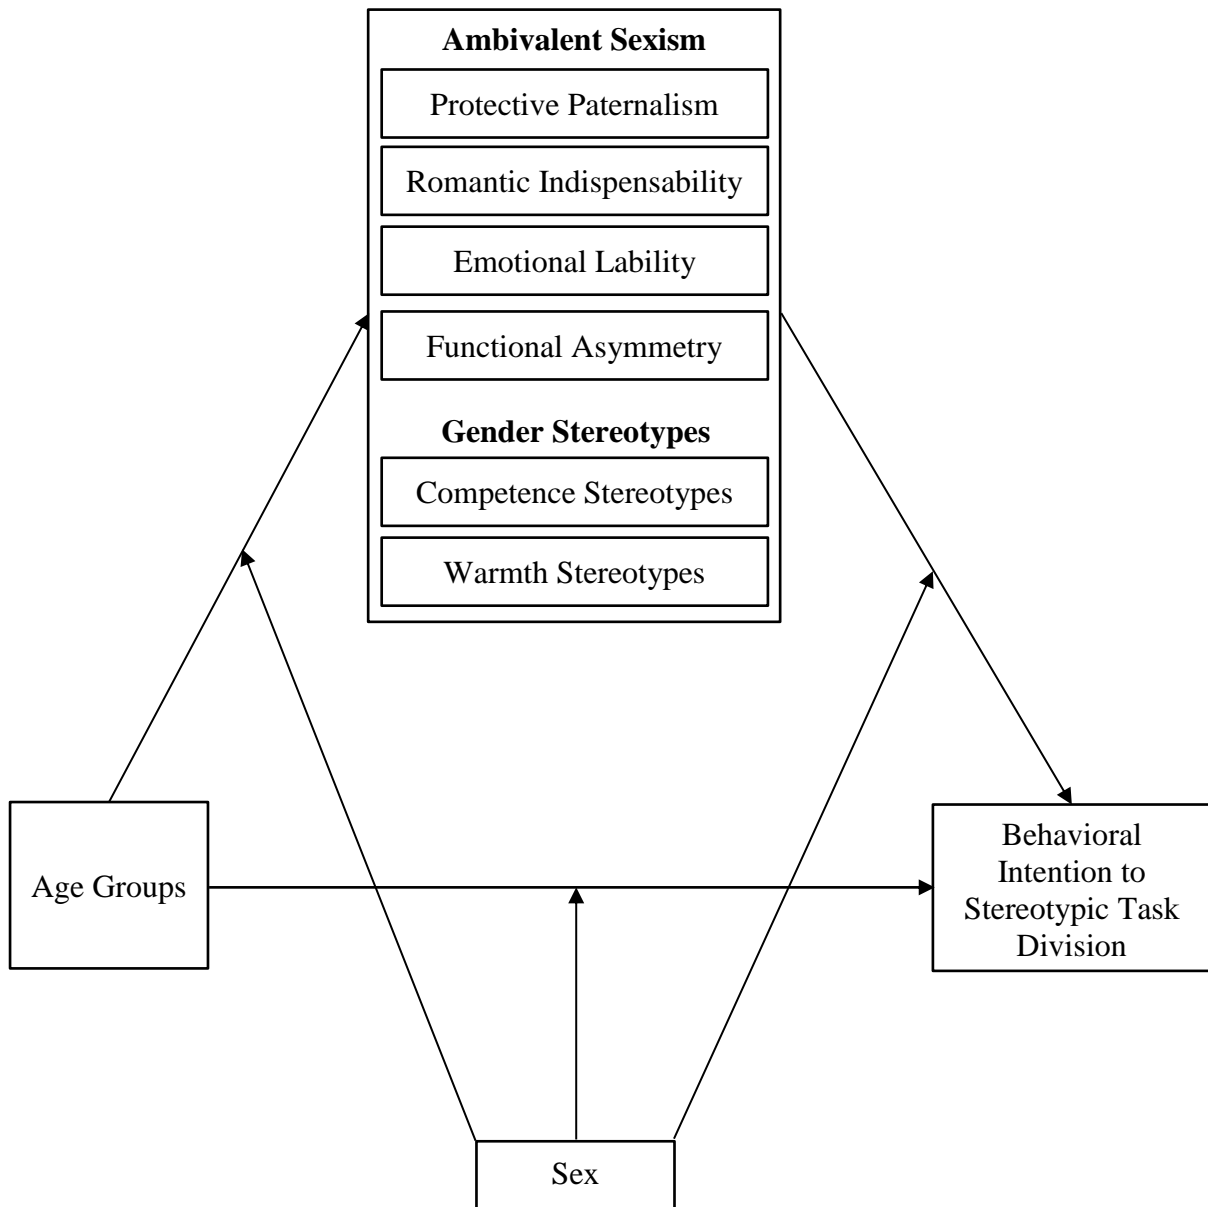 Ambivalent Sexism
Protective Paternalism
Romantic Indispensability
Emotional Lability
Functional Asymmetry
Gender Stereotypes
Competence Stereotypes
Warmth Stereotypes
Age Groups
Behavioral
Intention to
Stereotypic Task
Division
Sex